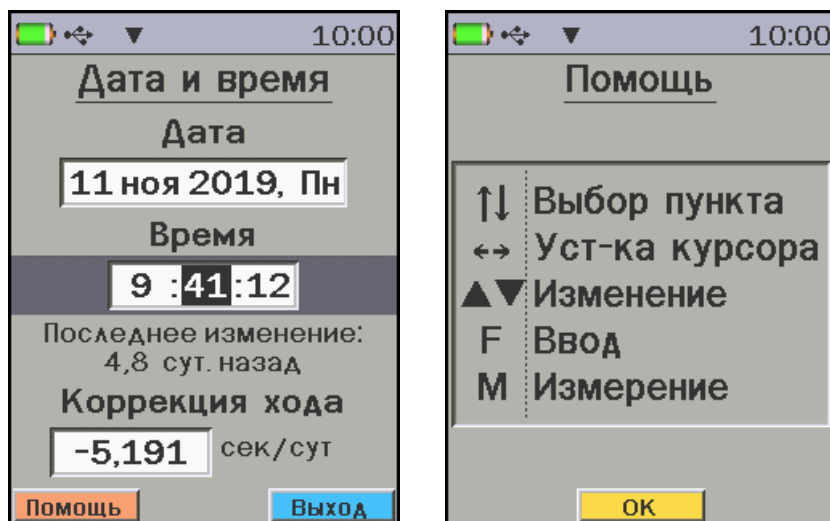 10:00
Дата и время
Дата
11 ноя 2019, Пн
Время
9 :41:12
Последнее изменение:
4,8 сут. назад
Коррекция хода
-5,191 сек/сут
Помощь Выход
10:00
Помощь
↑↓ Выбор пункта
←→ Уст-ка курсора
▲▼ Изменение
F Ввод
M Измерение
OK